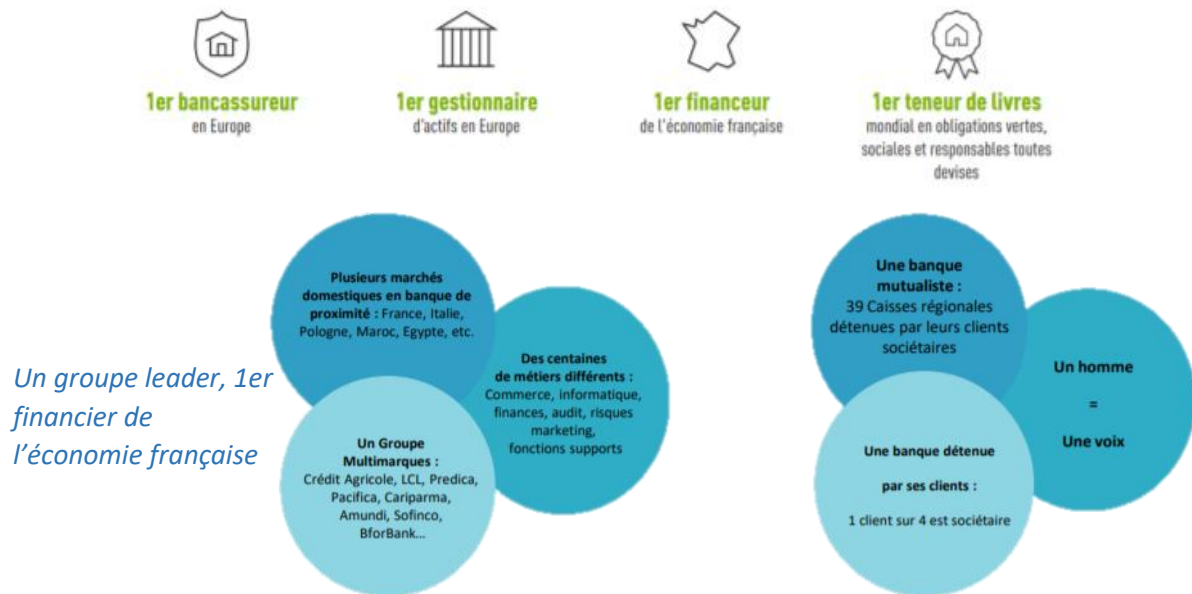 1er bancassureur
en Europe
1er gestionnaire
d'actifs en Europe
1er financeur
de l'économie française
1er teneur de livres
mondial en obligations vertes,
sociales et responsables toutes
devises
Un groupe leader, 1er
financier de
l'économie française
Plusieurs marchés
domestiques en banque de
proximité : France, Italie,
Pologne, Maroc, Egypte, etc.
Des centaines
de métiers différents :
Commerce, informatique,
finances, audit, risques
marketing,
fonctions supports
Un Groupe
Multimarques :
Crédit Agricole, LCL, Predica,
Pacifica, Cariparma,
Amundi, Sofinco,
BforBank…
Une banque
mutualiste :
39 Caisses régionales
détenues par leurs clients
sociétaires
Un homme
=
Une voix
Une banque détenue
par ses clients :
1 client sur 4 est sociétaire